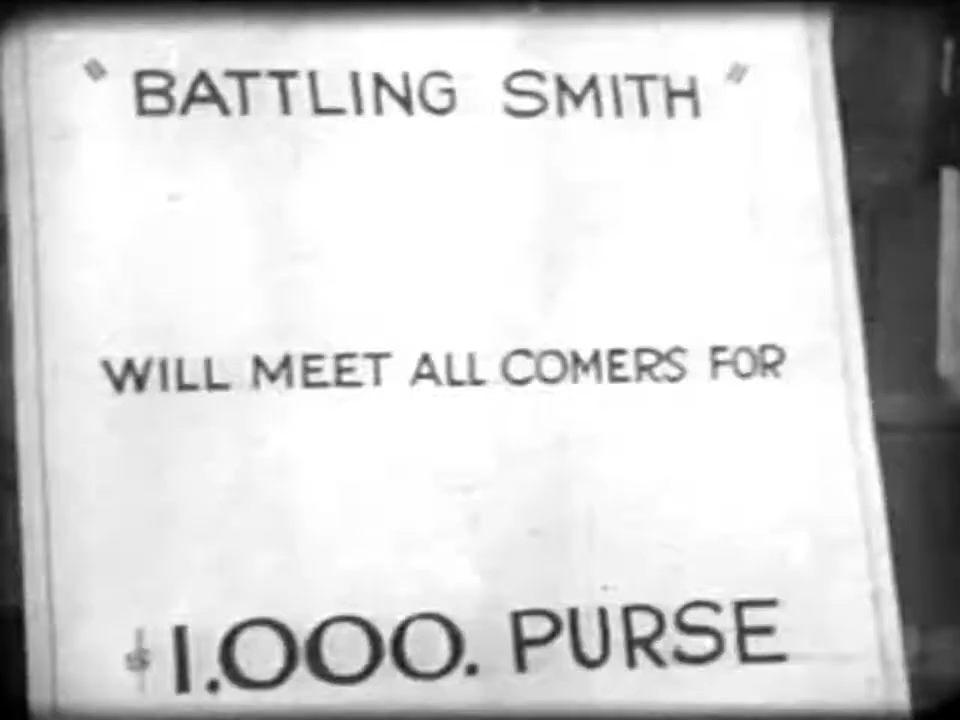 "BATTLING SMITH"
WILL MEET ALL COMERS FOR
$1.000. PURSE